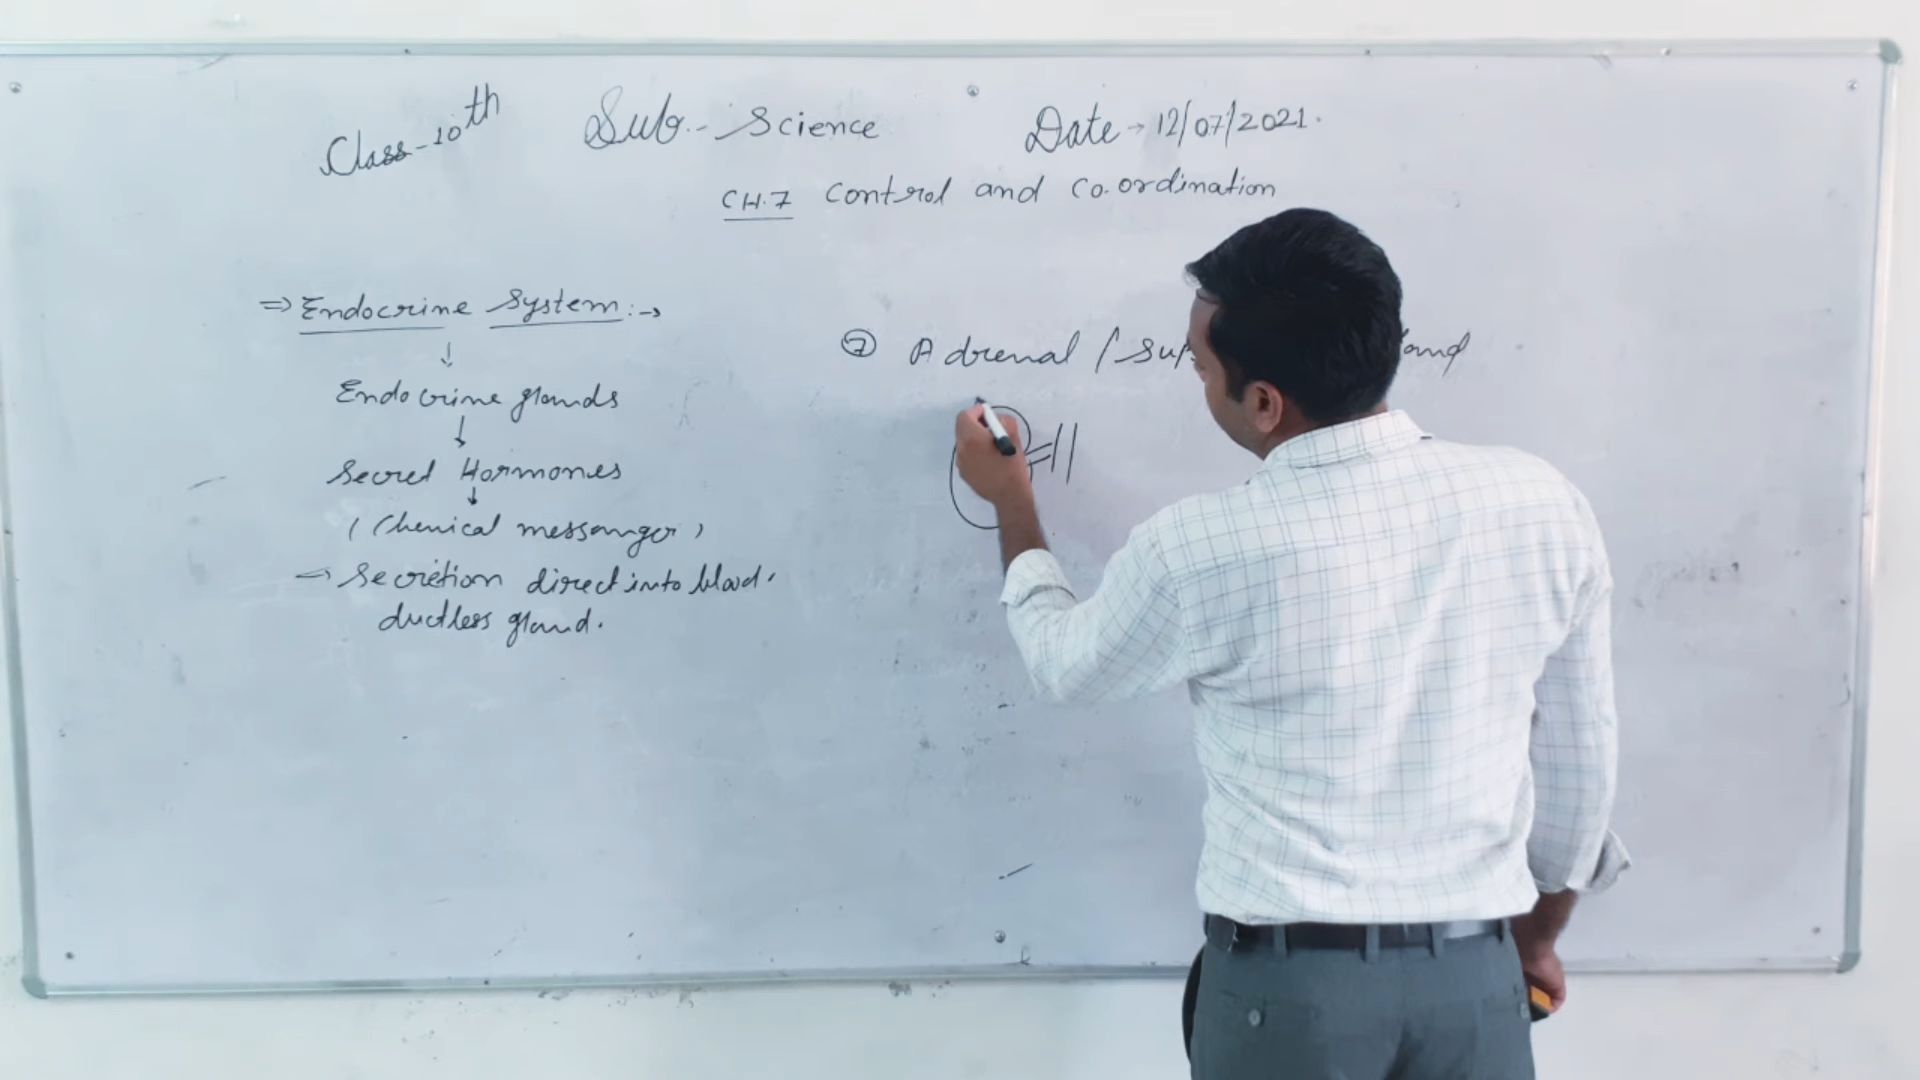 Class-10th Sub.- Science Date → 12/07/2021.
CH.7 Control and Co.ordination
⇒ Endocrine System:→
↓
Endocrine glands
↓
Secret Hormones
↓
(Chemical messanger)
→ Secretion direct into blood.
ductless gland.
⑦ Adrenal / Sup